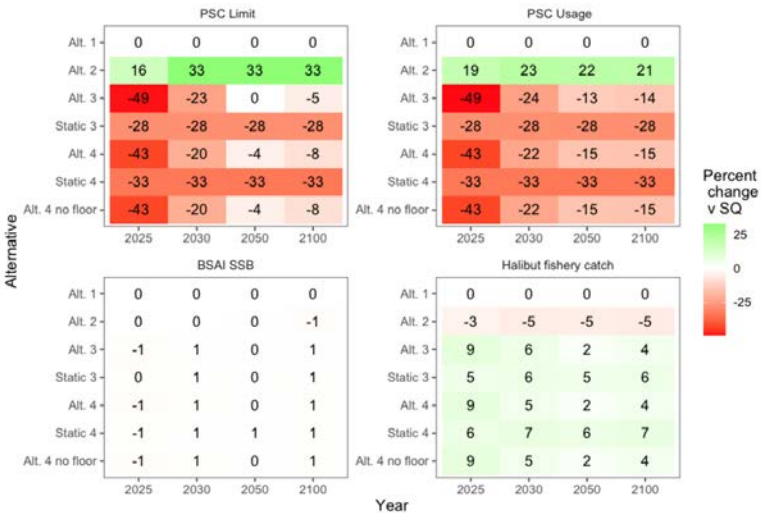 PSC Limit
Alt. 1 0 0 0 0
Alt. 2 16 33 33 33
Alt. 3 -49 -23 0 -5
Static 3 -28 -28 -28 -28
Alt. 4 -43 -20 -4 -8
Static 4 -33 -33 -33 -33
Alt. 4 no floor -43 -20 -4 -8
2025 2030 2050 2100
PSC Usage
Alt. 1 0 0 0 0
Alt. 2 19 23 22 21
Alt. 3 -49 -24 -13 -14
Static 3 -28 -28 -28 -28
Alt. 4 -43 -22 -15 -15
Static 4 -33 -33 -33 -33
Alt. 4 no floor -43 -22 -15 -15
2025 2030 2050 2100
BSAI SSB
Alt. 1 0 0 0 0
Alt. 2 0 0 0 -1
Alt. 3 -1 1 0 1
Static 3 0 1 0 1
Alt. 4 -1 1 0 1
Static 4 -1 1 1 1
Alt. 4 no floor -1 1 0 1
2025 2030 2050 2100
Halibut fishery catch
Alt. 1 0 0 0 0
Alt. 2 -3 -5 -5 -5
Alt. 3 9 6 2 4
Static 3 5 6 5 6
Alt. 4 9 5 2 4
Static 4 6 7 6 7
Alt. 4 no floor 9 5 2 4
2025 2030 2050 2100
Alternative
Year
Percent
change
v SQ
25
0
-25